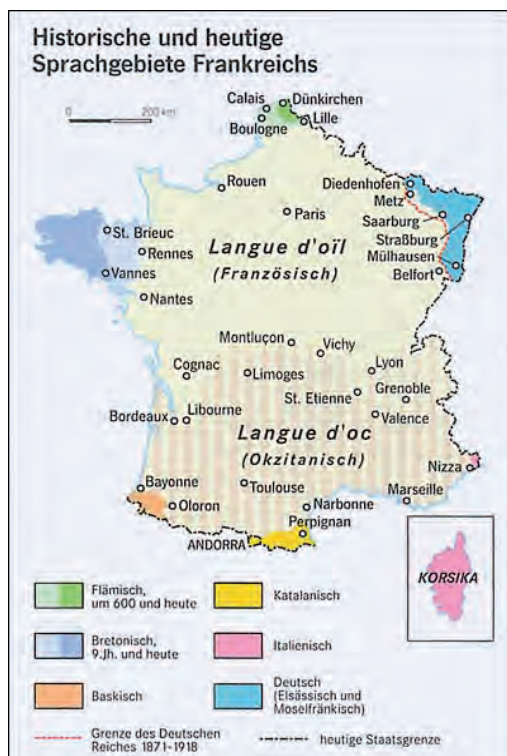 Historische und heutige
Sprachgebiete Frankreichs
0 200 km
Calais
Dünkirchen
Boulogne
Lille
Diedenhofen
Rouen
Metz
Paris
Saarburg
St. Brieuc
Straßburg
Rennes
Langue d'oïl
Mülhausen
(Französisch)
Vannes
Belfort
Nantes
Montluçon
Vichy
Cognac
Limoges
Lyon
St. Etienne
Grenoble
Bordeaux
Libourne
Valence
Langue d'oc
(Okzitanisch)
Nizza
Bayonne
Toulouse
Marseille
Oloron
Narbonne
Perpignan
ANDORRA
KORSIKA
Flämisch,
um 600 und heute
Katalanisch
Bretonisch,
9.Jh. und heute
Italienisch
Baskisch
Deutsch
(Elsässisch und
Moselfränkisch)
Grenze des Deutschen
Reiches 1871-1918
heutige Staatsgrenze